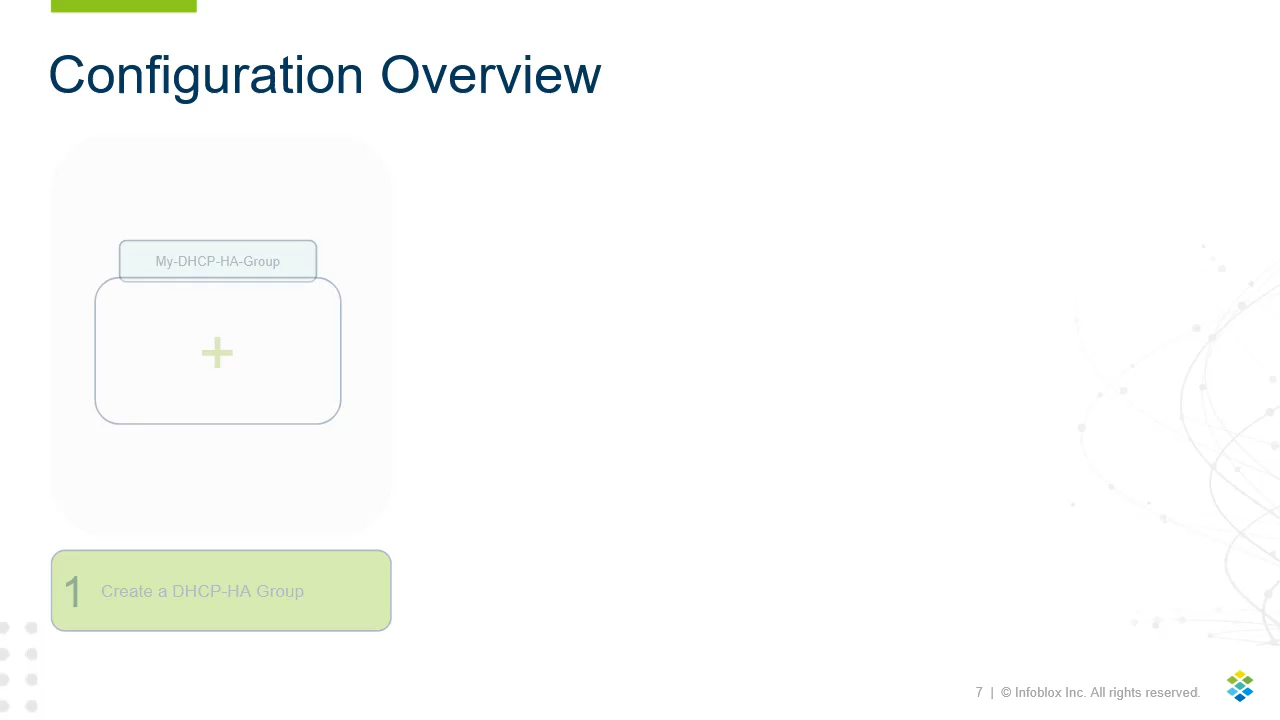 Configuration Overview
My-DHCP-HA-Group
+
1 Create a DHCP-HA Group
7 | © Infoblox Inc. All rights reserved.